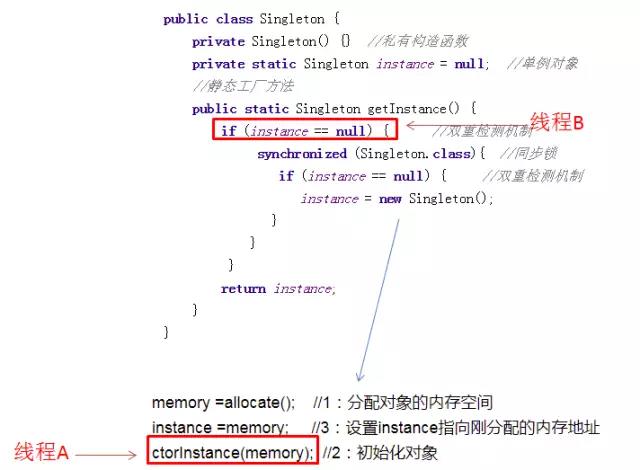 public class Singleton {
private Singleton() {} //私有构造函数
private static Singleton instance = null; //单例对象
//静态工厂方法
public static Singleton getInstance() {
if (instance == null) { //双重检测机制 线程B
synchronized (Singleton.class){ //同步锁
if (instance == null) { //双重检测机制
instance = new Singleton();
}
}
}
return instance;
}
}
memory =allocate(); //1：分配对象的内存空间
instance =memory; //3：设置instance指向刚分配的内存地址
线程A ctorInstance(memory); //2：初始化对象